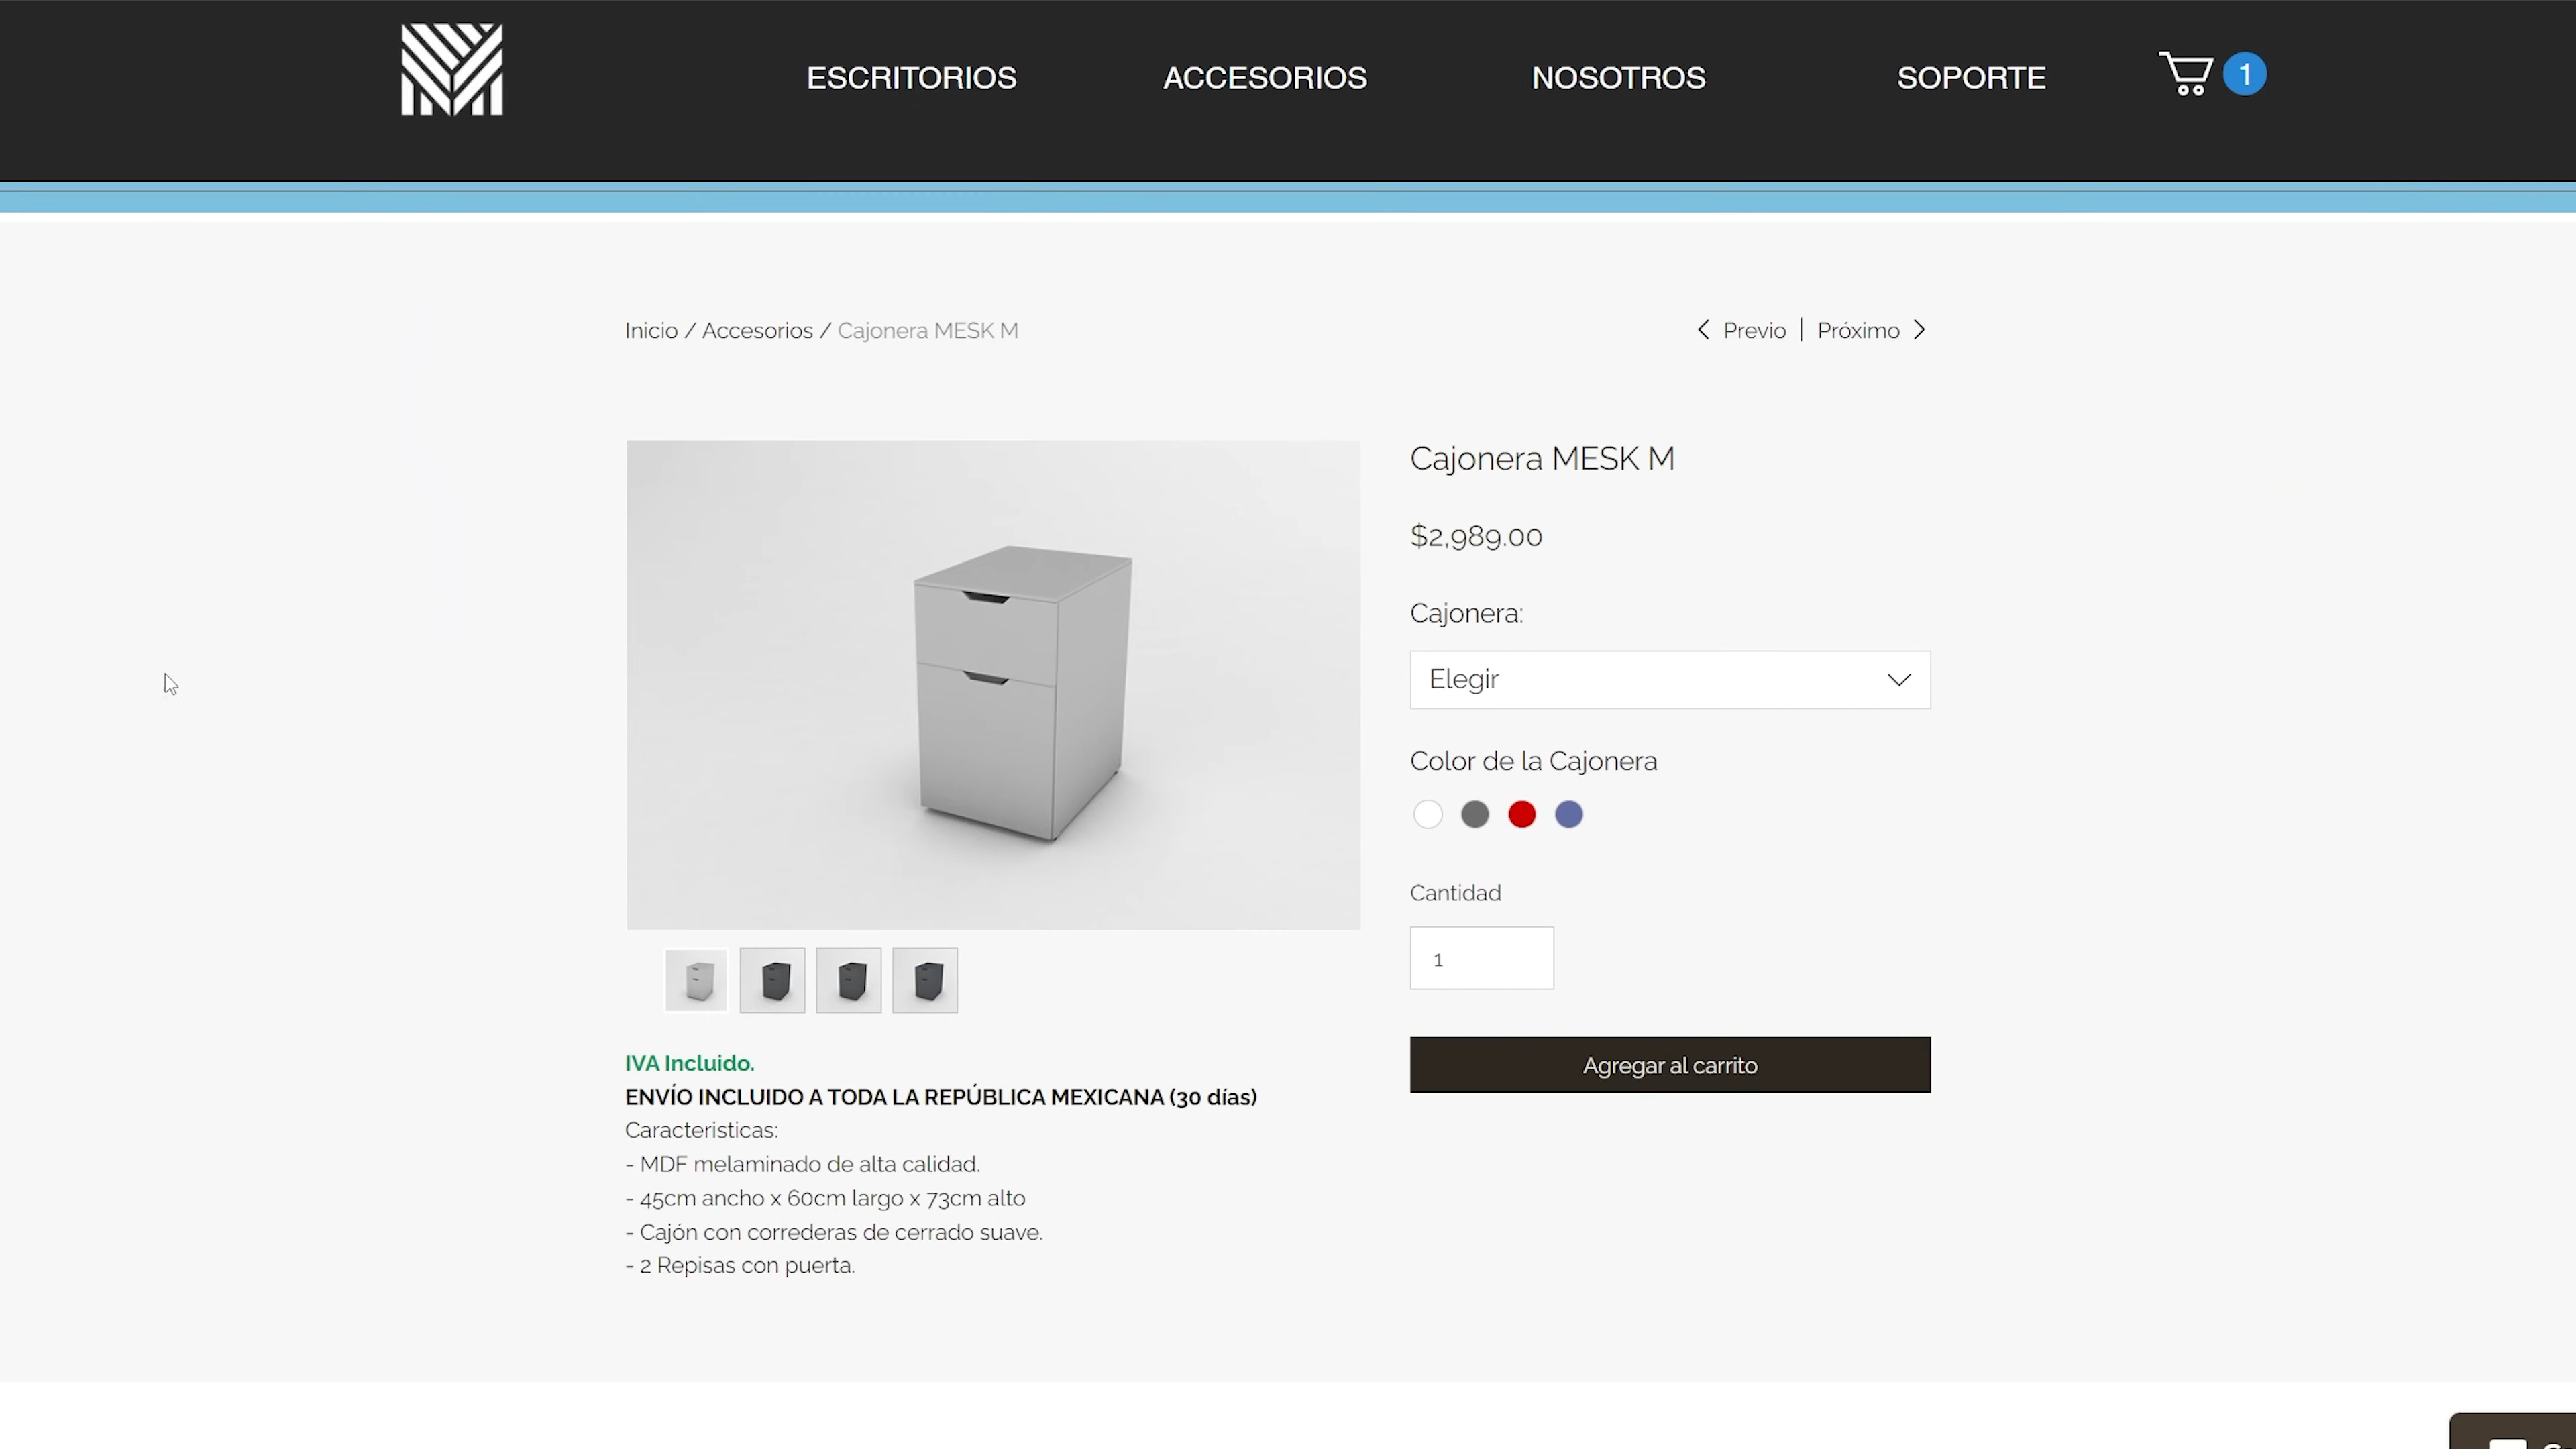 ESCRITORIOS
ACCESORIOS
NOSOTROS
SOPORTE
1
Inicio / Accesorios / Cajonera MESK M
Previo | Próximo
Cajonera MESK M
$2,989.00
Cajonera:
Elegir
Color de la Cajonera
Cantidad
1
Agregar al carrito
IVA Incluido.
ENVÍO INCLUIDO A TODA LA REPÚBLICA MEXICANA (30 días)
Caracteristicas:
- MDF melaminado de alta calidad.
- 45cm ancho x 60cm largo x 73cm alto
- Cajón con correderas de cerrado suave.
- 2 Repisas con puerta.